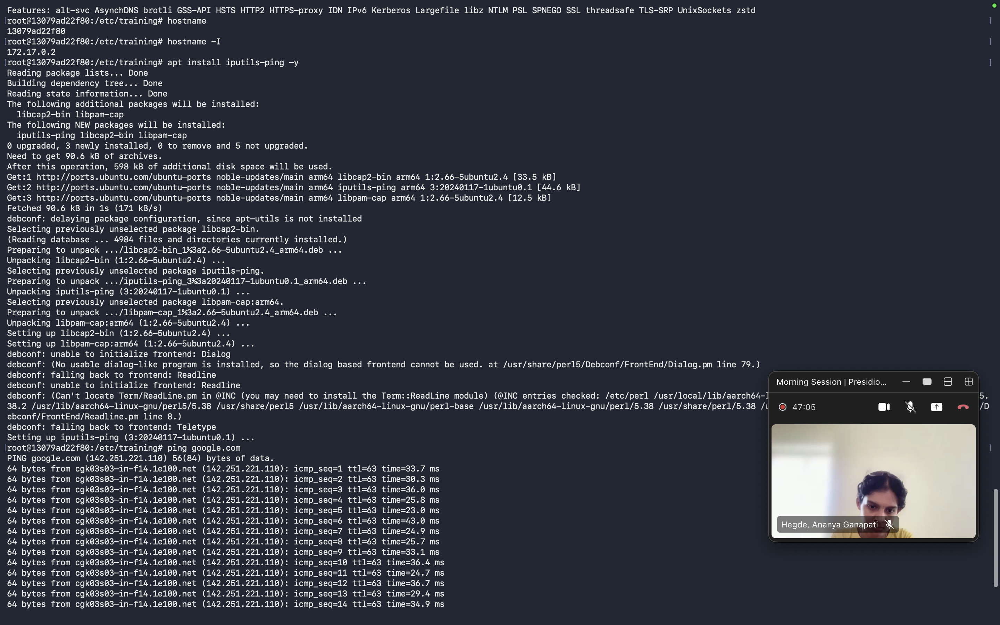 Features: alt-svc AsynchDNS brotli GSS-API HSTS HTTP2 HTTPS-proxy IDN IPv6 Kerberos Largefile libz NTLM PSL SPNEGO SSL threadsafe TLS-SRP UnixSockets zstd
[root@13079ad22f80:/etc/training# hostname ]
13079ad22f80
[root@13079ad22f80:/etc/training# hostname -I ]
172.17.0.2
[root@13079ad22f80:/etc/training# apt install iputils-ping -y ]
Reading package lists... Done
Building dependency tree... Done
Reading state information... Done
The following additional packages will be installed:
  libcap2-bin libpam-cap
The following NEW packages will be installed:
  iputils-ping libcap2-bin libpam-cap
0 upgraded, 3 newly installed, 0 to remove and 5 not upgraded.
Need to get 90.6 kB of archives.
After this operation, 598 kB of additional disk space will be used.
Get:1 http://ports.ubuntu.com/ubuntu-ports noble-updates/main arm64 libcap2-bin arm64 1:2.66-5ubuntu2.4 [33.5 kB]
Get:2 http://ports.ubuntu.com/ubuntu-ports noble-updates/main arm64 iputils-ping arm64 3:20240117-1ubuntu0.1 [44.6 kB]
Get:3 http://ports.ubuntu.com/ubuntu-ports noble-updates/main arm64 libpam-cap arm64 1:2.66-5ubuntu2.4 [12.5 kB]
Fetched 90.6 kB in 1s (171 kB/s)
debconf: delaying package configuration, since apt-utils is not installed
Selecting previously unselected package libcap2-bin.
(Reading database ... 4984 files and directories currently installed.)
Preparing to unpack .../libcap2-bin_1%3a2.66-5ubuntu2.4_arm64.deb ...
Unpacking libcap2-bin (1:2.66-5ubuntu2.4) ...
Selecting previously unselected package iputils-ping.
Preparing to unpack .../iputils-ping_3%3a20240117-1ubuntu0.1_arm64.deb ...
Unpacking iputils-ping (3:20240117-1ubuntu0.1) ...
Selecting previously unselected package libpam-cap:arm64.
Preparing to unpack .../libpam-cap_1%3a2.66-5ubuntu2.4_arm64.deb ...
Unpacking libpam-cap:arm64 (1:2.66-5ubuntu2.4) ...
Setting up libcap2-bin (1:2.66-5ubuntu2.4) ...
Setting up libpam-cap:arm64 (1:2.66-5ubuntu2.4) ...
debconf: unable to initialize frontend: Dialog
debconf: (No usable dialog-like program is installed, so the dialog based frontend cannot be used. at /usr/share/perl5/Debconf/FrontEnd/Dialog.pm line 79.)
debconf: falling back to frontend: Readline
debconf: unable to initialize frontend: Readline
debconf: (Can't locate Term/ReadLine.pm in @INC (you may need to install the Term::ReadLine module) (@INC entries checked: /etc/perl /usr/local/lib/aarch64- 5.
38.2 /usr/lib/aarch64-linux-gnu/perl5/5.38 /usr/share/perl5 /usr/lib/aarch64-linux-gnu/perl-base /usr/lib/aarch64-linux-gnu/perl/5.38 /usr/share/perl/5.38 /D
ebconf/FrontEnd/Readline.pm line 8.)
debconf: falling back to frontend: Teletype
Setting up iputils-ping (3:20240117-1ubuntu0.1) ...
[root@13079ad22f80:/etc/training# ping google.com ]
PING google.com (142.251.221.110) 56(84) bytes of data.
64 bytes from cgk03s03-in-f14.1e100.net (142.251.221.110): icmp_seq=1 ttl=63 time=33.7 ms
64 bytes from cgk03s03-in-f14.1e100.net (142.251.221.110): icmp_seq=2 ttl=63 time=30.3 ms
64 bytes from cgk03s03-in-f14.1e100.net (142.251.221.110): icmp_seq=3 ttl=63 time=36.0 ms
64 bytes from cgk03s03-in-f14.1e100.net (142.251.221.110): icmp_seq=4 ttl=63 time=25.8 ms
64 bytes from cgk03s03-in-f14.1e100.net (142.251.221.110): icmp_seq=5 ttl=63 time=23.0 ms
64 bytes from cgk03s03-in-f14.1e100.net (142.251.221.110): icmp_seq=6 ttl=63 time=43.0 ms
64 bytes from cgk03s03-in-f14.1e100.net (142.251.221.110): icmp_seq=7 ttl=63 time=24.9 ms
64 bytes from cgk03s03-in-f14.1e100.net (142.251.221.110): icmp_seq=8 ttl=63 time=25.7 ms
64 bytes from cgk03s03-in-f14.1e100.net (142.251.221.110): icmp_seq=9 ttl=63 time=33.1 ms
64 bytes from cgk03s03-in-f14.1e100.net (142.251.221.110): icmp_seq=10 ttl=63 time=36.4 ms
64 bytes from cgk03s03-in-f14.1e100.net (142.251.221.110): icmp_seq=11 ttl=63 time=24.7 ms
64 bytes from cgk03s03-in-f14.1e100.net (142.251.221.110): icmp_seq=12 ttl=63 time=36.7 ms
64 bytes from cgk03s03-in-f14.1e100.net (142.251.221.110): icmp_seq=13 ttl=63 time=29.4 ms
64 bytes from cgk03s03-in-f14.1e100.net (142.251.221.110): icmp_seq=14 ttl=63 time=34.9 ms
Morning Session | Presidio...
47:05
Hegde, Ananya Ganapati